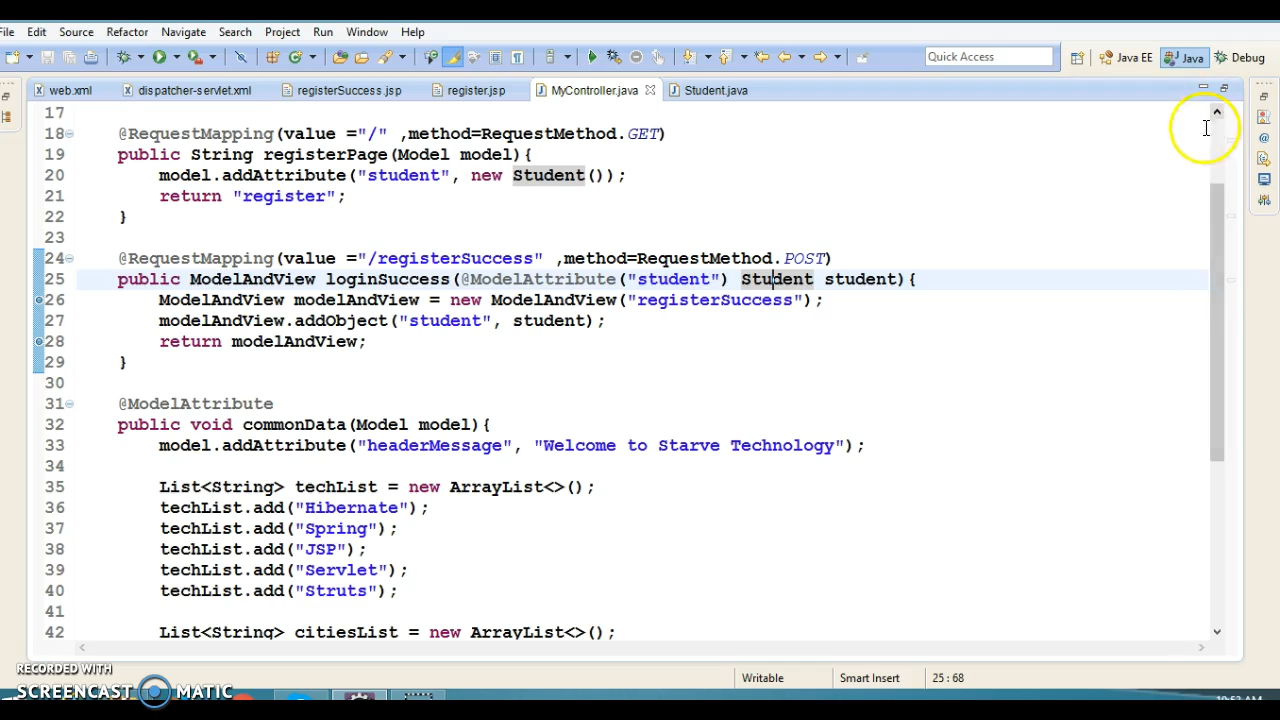 File Edit Source Refactor Navigate Search Project Run Window Help
Quick Access Java EE Java Debug
web.xml dispatcher-servlet.xml registerSuccess.jsp register.jsp MyController.java Student.java
17
18 @RequestMapping(value ="/" ,method=RequestMethod.GET)
19 public String registerPage(Model model){
20 model.addAttribute("student", new Student());
21 return "register";
22 }
23
24 @RequestMapping(value ="/registerSuccess" ,method=RequestMethod.POST)
25 public ModelAndView loginSuccess(@ModelAttribute("student") Student student){
26 ModelAndView modelAndView = new ModelAndView("registerSuccess");
27 modelAndView.addObject("student", student);
28 return modelAndView;
29 }
30
31 @ModelAttribute
32 public void commonData(Model model){
33 model.addAttribute("headerMessage", "Welcome to Starve Technology");
34
35 List<String> techList = new ArrayList<>();
36 techList.add("Hibernate");
37 techList.add("Spring");
38 techList.add("JSP");
39 techList.add("Servlet");
40 techList.add("Struts");
41
42 List<String> citiesList = new ArrayList<>();
RECORDED WITH
SCREENCAST MATIC
Writable Smart Insert 25 : 68